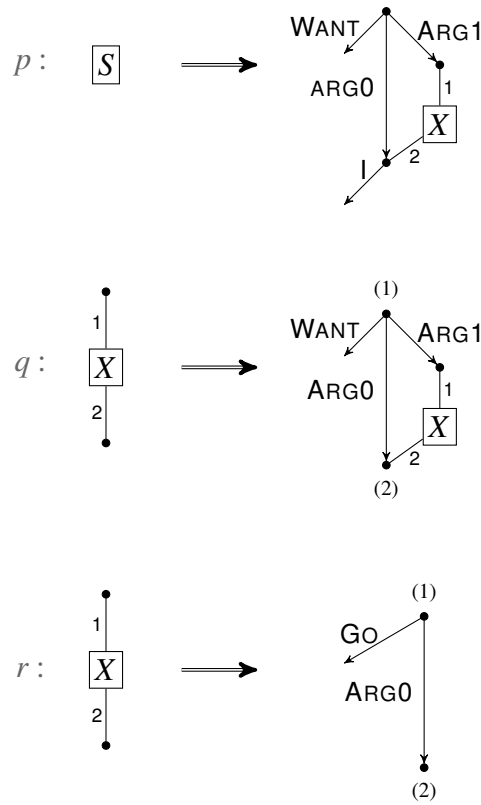 WANT
ARG1
p :
S
ARG0
1
X
2
I
(1)
1
WANT
ARG1
q :
X
ARG0
1
X
2
2
(2)
(1)
1
GO
r :
X
ARG0
2
(2)